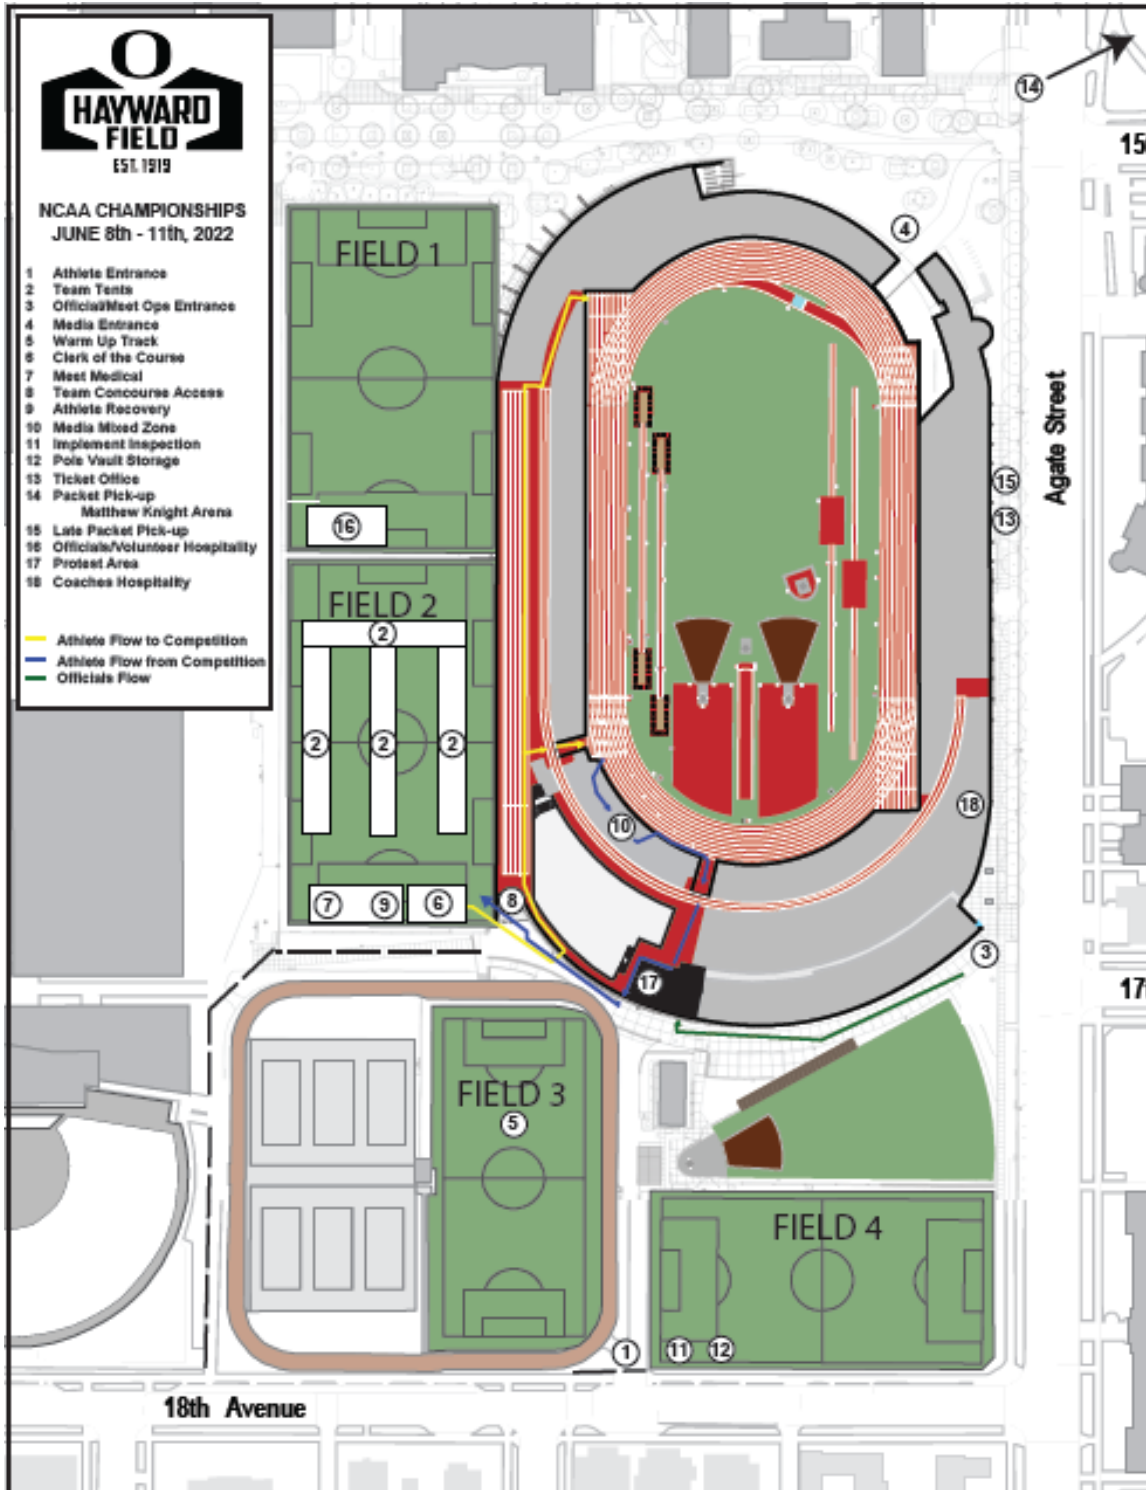 O
HAYWARD
FIELD
EST. 1919
NCAA CHAMPIONSHIPS
JUNE 8th - 11th, 2022
1 Athlete Entrance
2 Team Tents
3 Official/Meet Ops Entrance
4 Media Entrance
5 Warm Up Track
6 Clerk of the Course
7 Meet Medical
8 Team Concourse Access
9 Athlete Recovery
10 Media Mixed Zone
11 Implement Inspection
12 Pole Vault Storage
13 Ticket Office
14 Packet Pick-up
Matthew Knight Arena
15 Late Packet Pick-up
16 Officials/Volunteer Hospitality
17 Protest Area
18 Coaches Hospitality
Athlete Flow to Competition
Athlete Flow from Competition
Officials Flow
14
15
4
FIELD 1
Agate Street
15
13
16
FIELD 2
2
2
2
2
18
10
7
9
6
8
3
17
17
FIELD 3
5
FIELD 4
1
11
12
18th Avenue